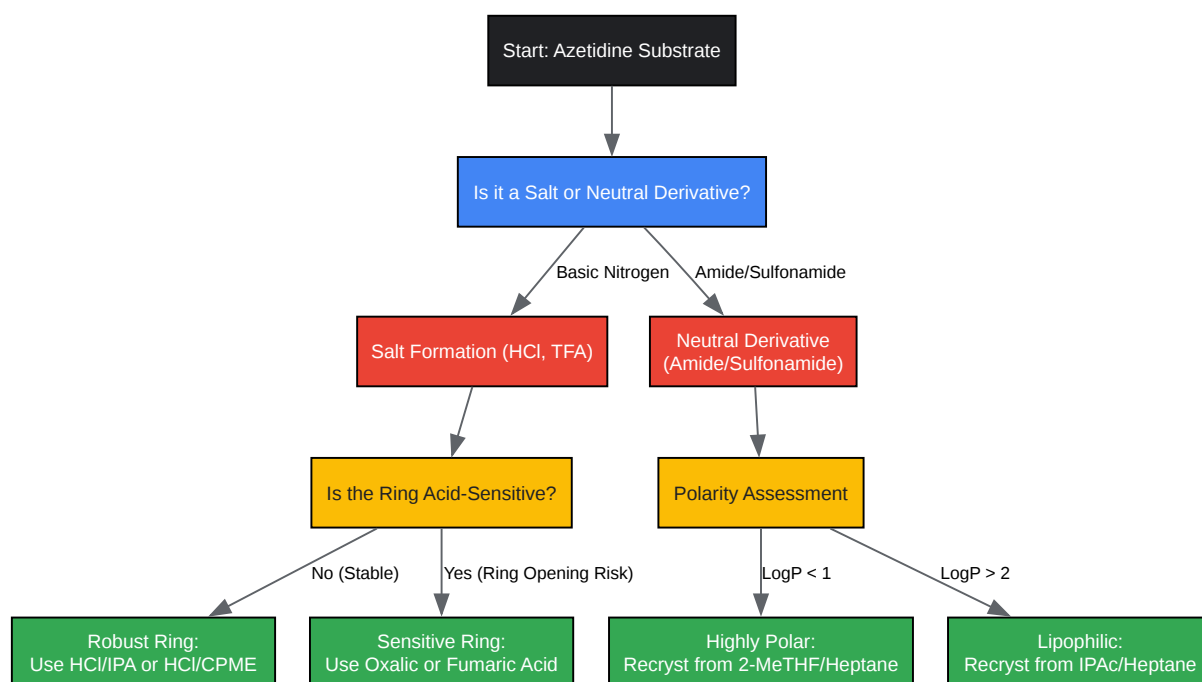 Start: Azetidine Substrate
Is it a Salt or Neutral Derivative?
Basic Nitrogen
Amide/Sulfonamide
Salt Formation (HCl, TFA)
Neutral Derivative
(Amide/Sulfonamide)
Is the Ring Acid-Sensitive?
Polarity Assessment
No (Stable)
Yes (Ring Opening Risk)
LogP < 1
LogP > 2
Robust Ring:
Use HCl/IPA or HCl/CPME
Sensitive Ring:
Use Oxalic or Fumaric Acid
Highly Polar:
Recryst from 2-MeTHF/Heptane
Lipophilic:
Recryst from IPAc/Heptane